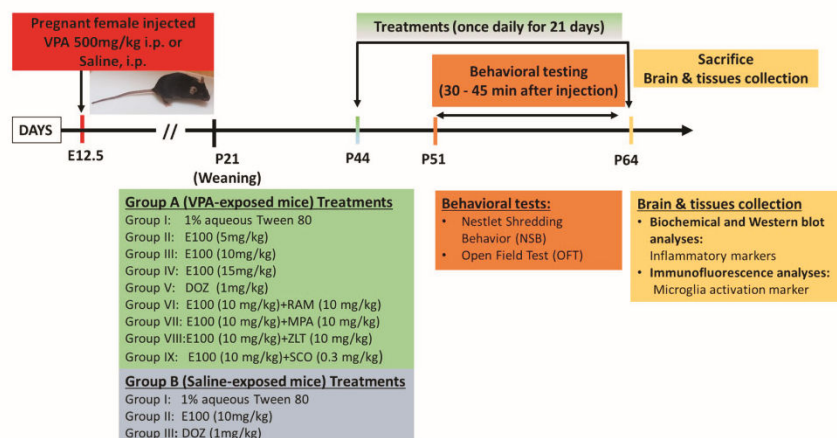 Pregnant female injected
VPA 500mg/kg i.p. or
Saline, i.p.
Treatments (once daily for 21 days)
Behavioral testing
(30 - 45 min after injection)
Sacrifice
Brain & tissues collection
DAYS
//
E12.5
P21
(Weaning)
P44
P51
P64
Group A (VPA-exposed mice) Treatments
Group I: 1% aqueous Tween 80
Group II: E100 (5mg/kg)
Group III: E100 (10mg/kg)
Group IV: E100 (15mg/kg)
Group V: DOZ (1mg/kg)
Group VI: E100 (10 mg/kg)+RAM (10 mg/kg)
Group VII: E100 (10 mg/kg)+MPA (10 mg/kg)
Group VIII:E100 (10 mg/kg)+ZLT (10 mg/kg)
Group IX: E100 (10 mg/kg)+SCO (0.3 mg/kg)
Group B (Saline-exposed mice) Treatments
Group I: 1% aqueous Tween 80
Group II: E100 (10mg/kg)
Group III: DOZ (1mg/kg)
Behavioral tests:
• Nestlet Shredding
Behavior (NSB)
• Open Field Test (OFT)
Brain & tissues collection
• Biochemical and Western blot
analyses:
Inflammatory markers
• Immunofluorescence analyses:
Microglia activation marker